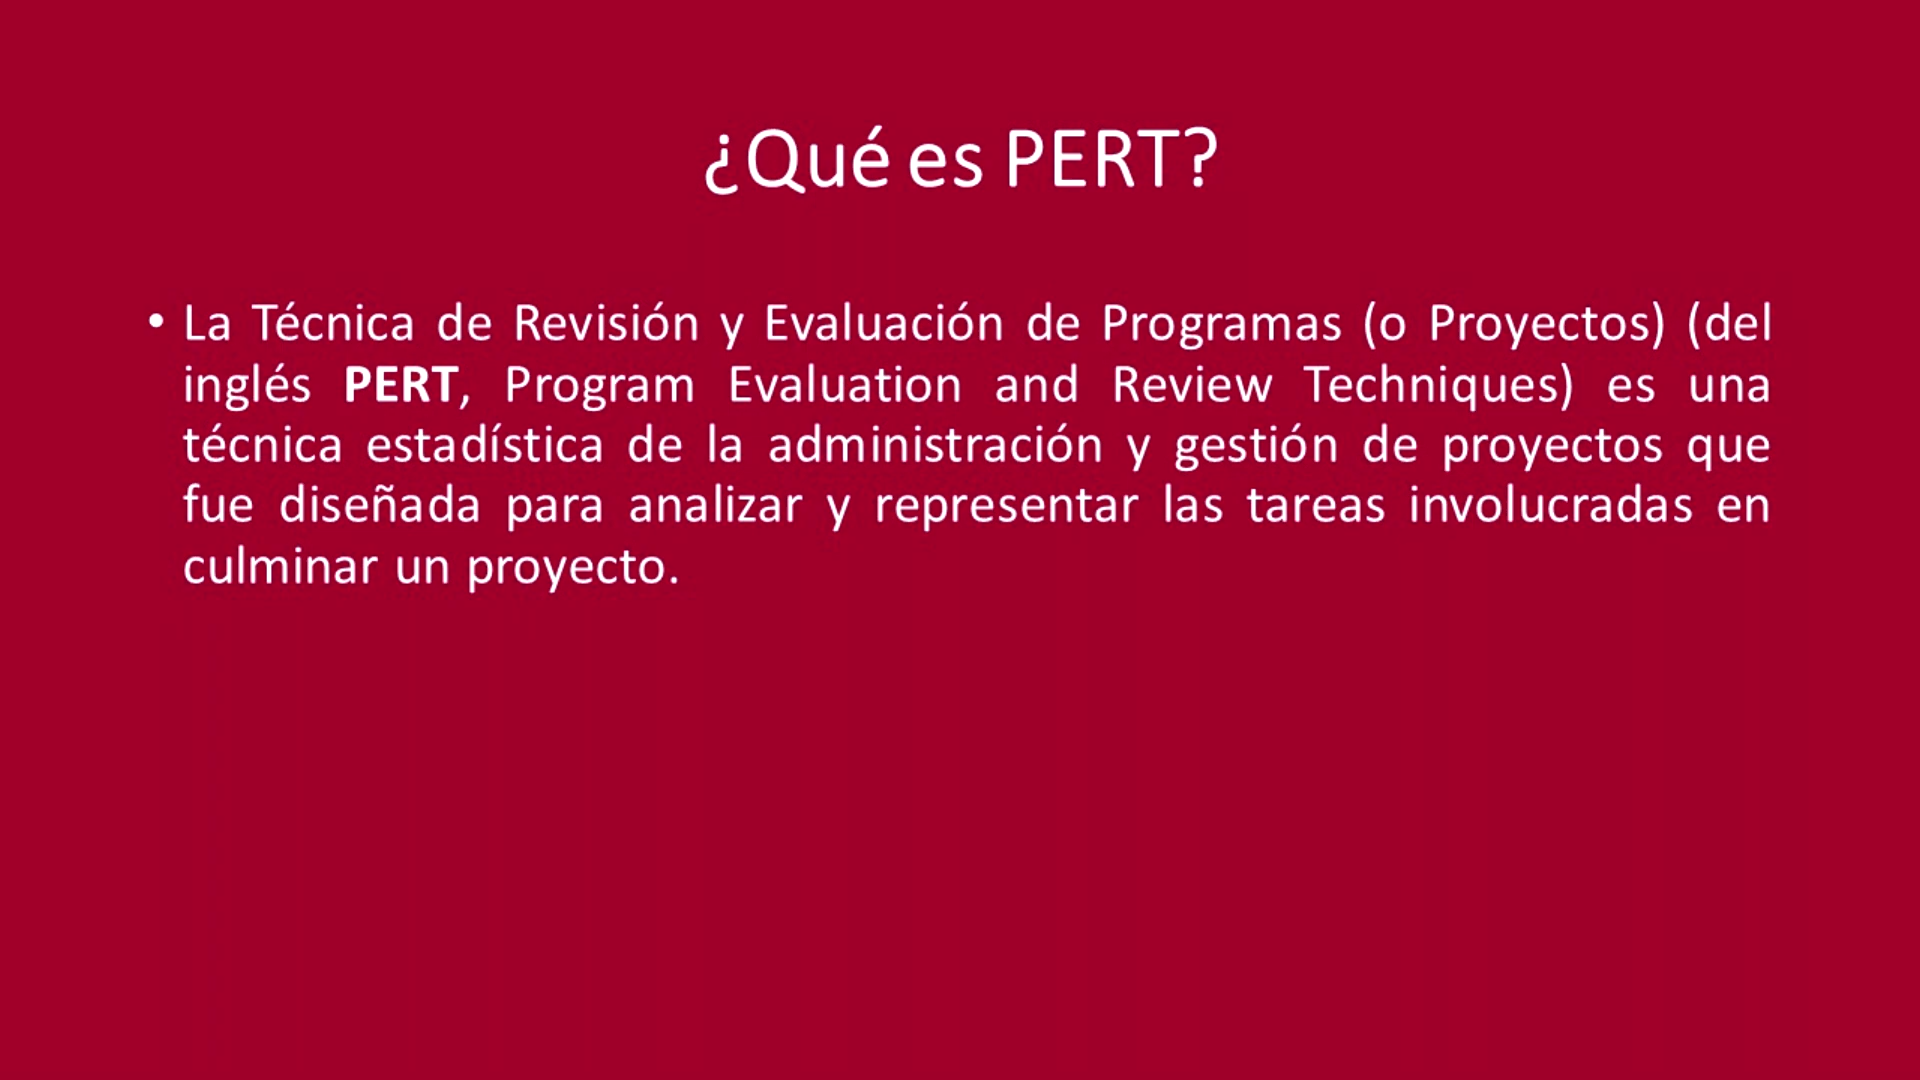 ¿Qué es PERT?
• La Técnica de Revisión y Evaluación de Programas (o Proyectos) (del
inglés PERT, Program Evaluation and Review Techniques) es una
técnica estadística de la administración y gestión de proyectos que
fue diseñada para analizar y representar las tareas involucradas en
culminar un proyecto.